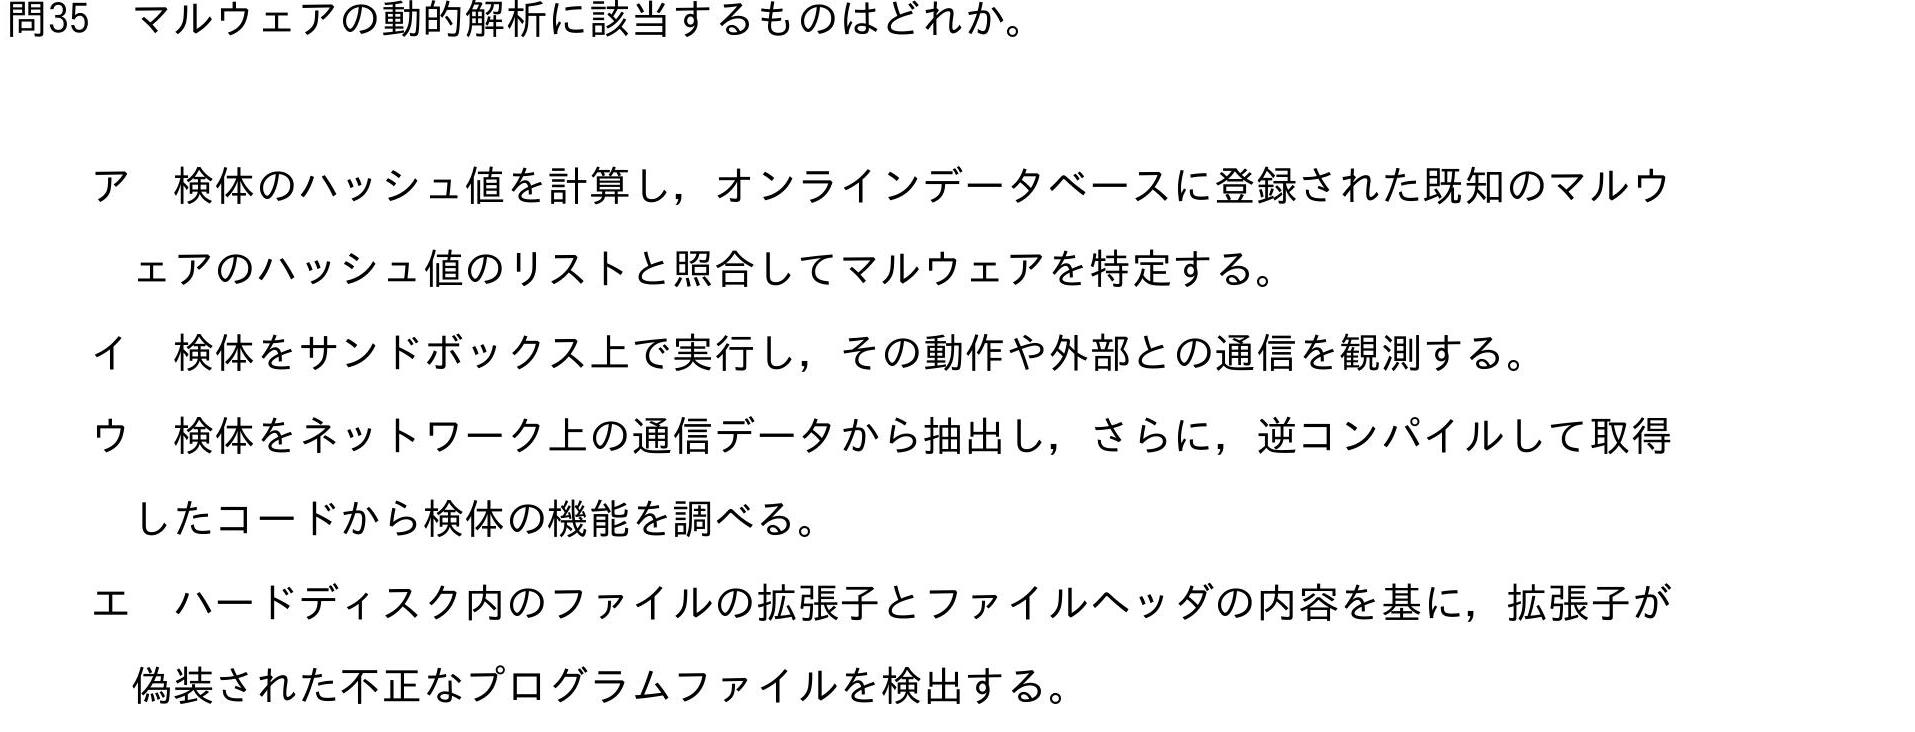 問35　マルウェアの動的解析に該当するものはどれか。
ア　検体のハッシュ値を計算し，オンラインデータベースに登録された既知のマルウ
ェアのハッシュ値のリストと照合してマルウェアを特定する。
イ　検体をサンドボックス上で実行し，その動作や外部との通信を観測する。
ウ　検体をネットワーク上の通信データから抽出し，さらに，逆コンパイルして取得
したコードから検体の機能を調べる。
エ　ハードディスク内のファイルの拡張子とファイルヘッダの内容を基に，拡張子が
偽装された不正なプログラムファイルを検出する。